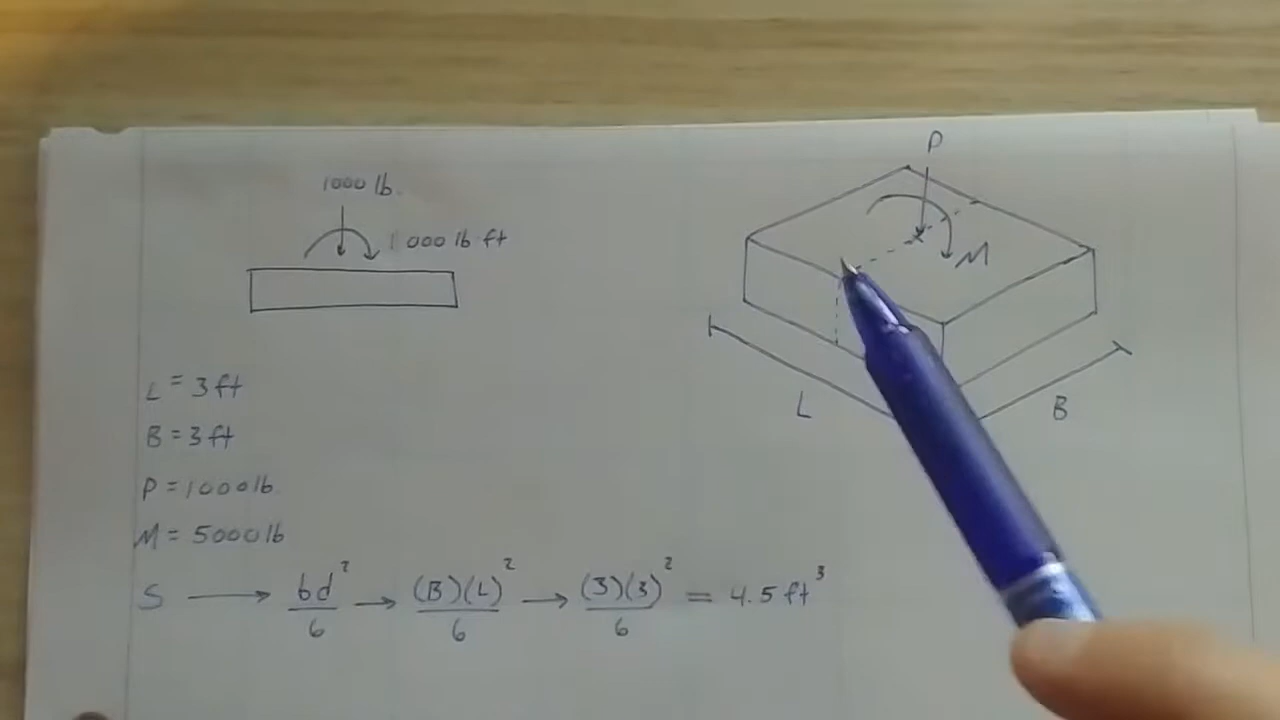 1000 lb.
1000 lb ft
P
M
L
B
L = 3 ft
B = 3 ft
P = 1000 lb
M = 5000 lb
S ⟶ bd²/6 → (B)(L)²/6 → (3)(3)²/6 = 4.5 ft³